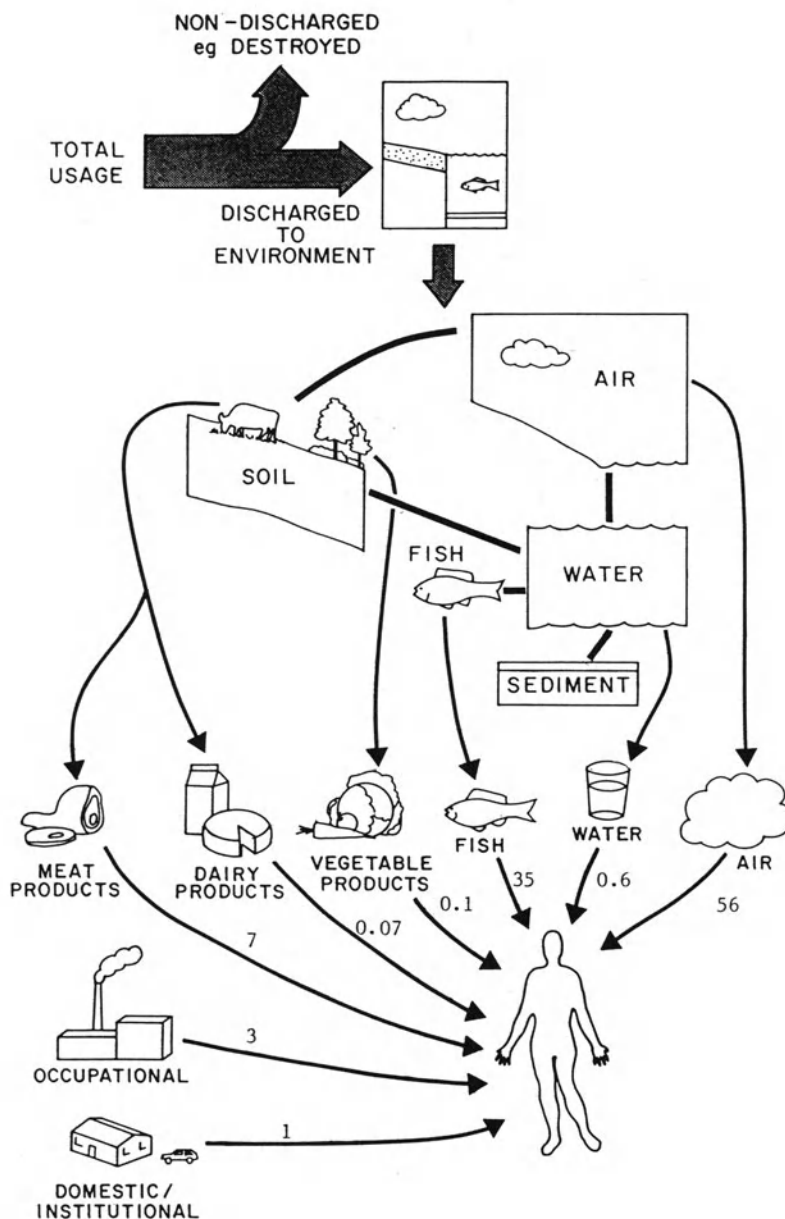 NON-DISCHARGED
eg DESTROYED
TOTAL
USAGE
DISCHARGED
TO
ENVIRONMENT
AIR
SOIL
FISH
WATER
SEDIMENT
MEAT
PRODUCTS
DAIRY
PRODUCTS
VEGETABLE
PRODUCTS
FISH
WATER
AIR
7
0.07
0.1
35
0.6
56
OCCUPATIONAL
3
DOMESTIC/
INSTITUTIONAL
1